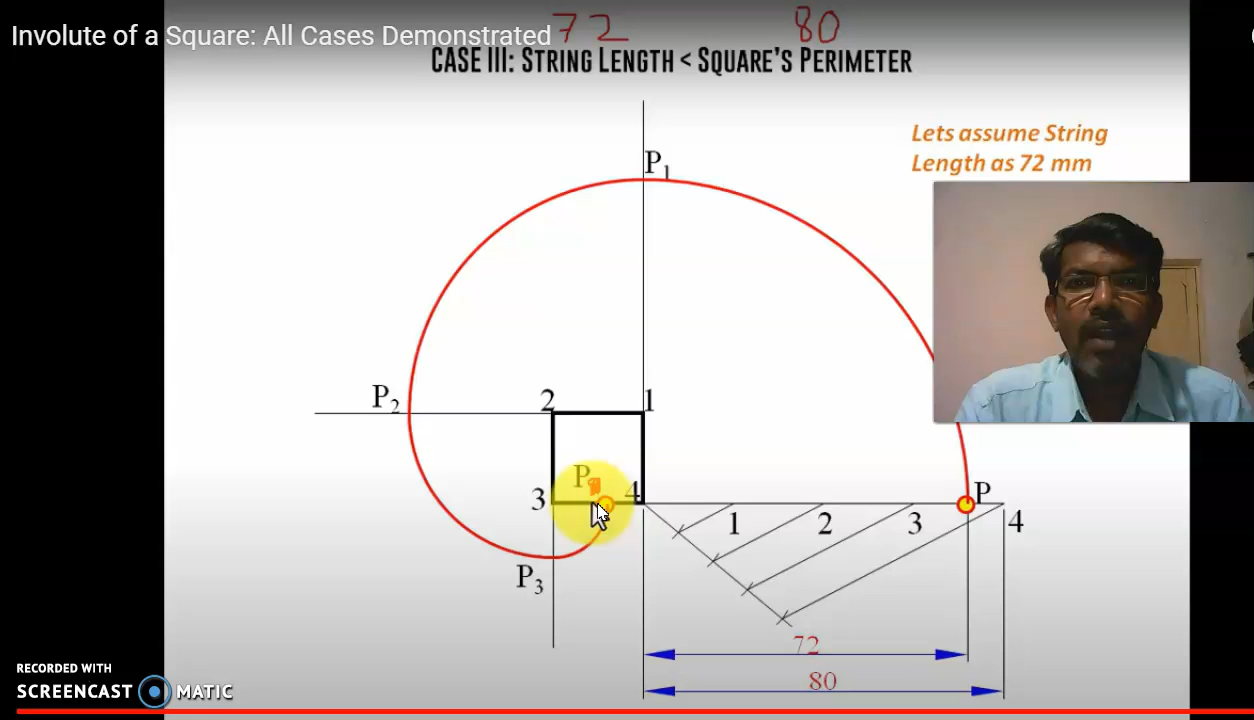 Involute of a Square: All Cases Demonstrated
72 80
CASE III: STRING LENGTH < SQUARE'S PERIMETER
Lets assume String
Length as 72 mm
P1
P2
2 1
P
3 4
P
1 2 3 4
P3
72
80
RECORDED WITH
SCREENCAST MATIC